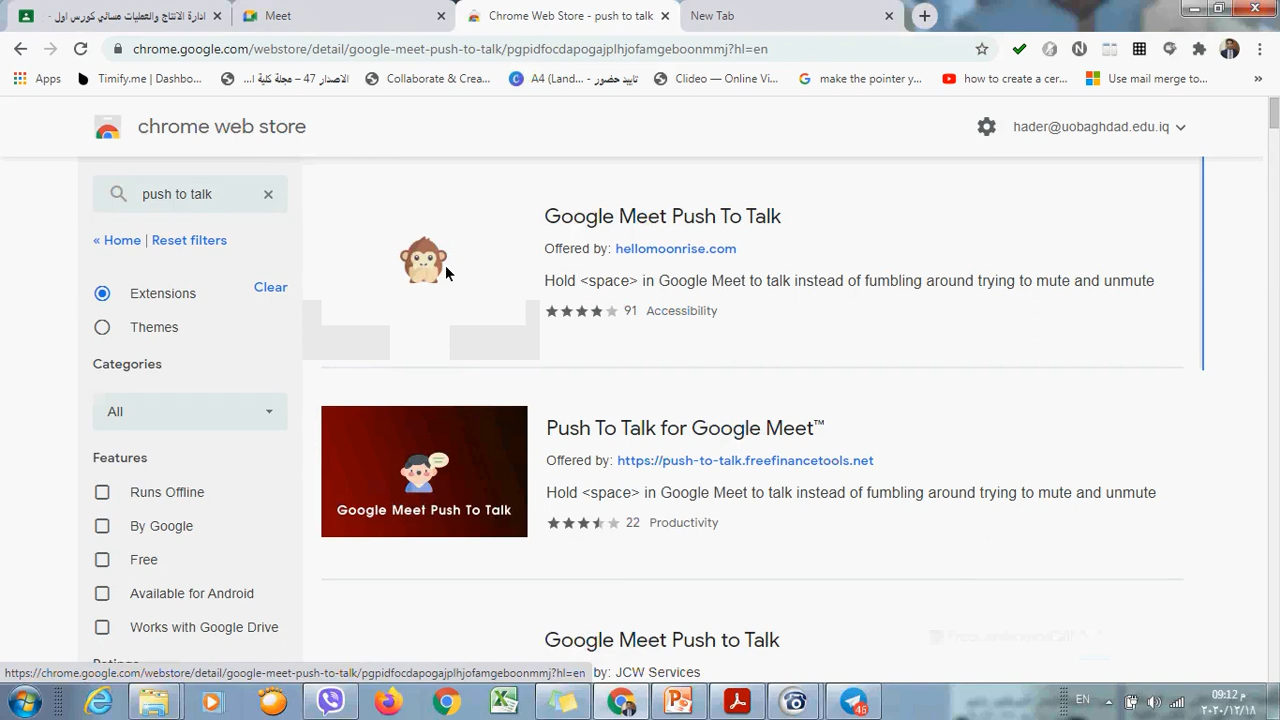 ادارة الانتاج والعمليات مسائي كورس اول -
Meet
Chrome Web Store - push to talk
New Tab
chrome.google.com/webstore/detail/google-meet-push-to-talk/pgpidfocdapogajplhjofamgeboonmmj?hl=en
Apps
Timify.me | Dashbo...
الاصدار 47 – مجلة كلية ا...
Collaborate & Crea...
A4 (Land...
تاييد حضور -
Clideo — Online Vi...
make the pointer y...
how to create a cer...
Use mail merge to...
chrome web store
hader@uobaghdad.edu.iq
push to talk
« Home | Reset filters
Extensions
Clear
Themes
Categories
All
Features
Runs Offline
By Google
Free
Available for Android
Works with Google Drive
Google Meet Push To Talk
Offered by: hellomoonrise.com
Hold <space> in Google Meet to talk instead of fumbling around trying to mute and unmute
91 Accessibility
Google Meet Push To Talk
Push To Talk for Google Meet™
Offered by: https://push-to-talk.freefinancetools.net
Hold <space> in Google Meet to talk instead of fumbling around trying to mute and unmute
22 Productivity
Google Meet Push to Talk
by: JCW Services
https://chrome.google.com/webstore/detail/google-meet-push-to-talk/pgpidfocdapogajplhjofamgeboonmmj?hl=en
46
EN
09:12 م
٢٠٢٠/١٢/١٨